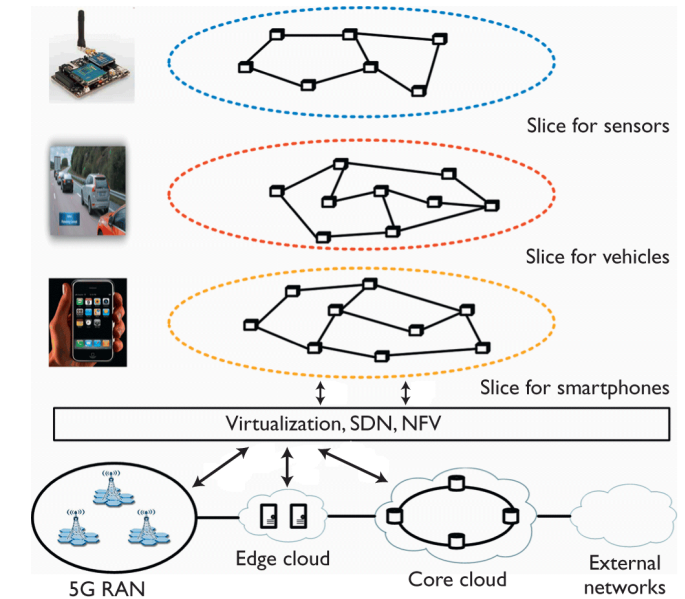 Slice for sensors
Slice for vehicles
Slice for smartphones
Virtualization, SDN, NFV
Edge cloud
Core cloud
External
networks
5G RAN